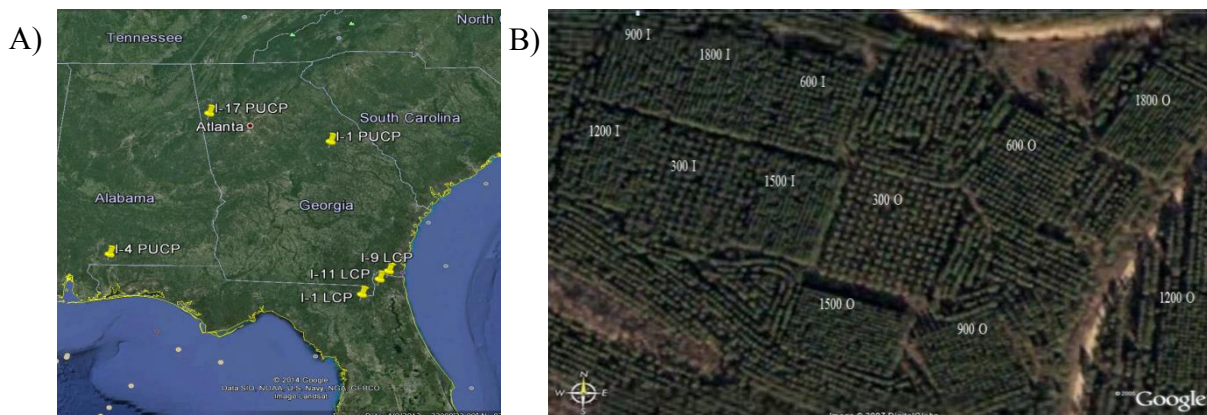 A)
Tennessee
North
I-17 PUCP
Atlanta
South Carolina
I-1 PUCP
Alabama
Georgia
I-4 PUCP
I-9 LCP
I-11 LCP
I-1 LCP
© 2014 Google
Data SIO, NOAA, U.S. Navy, NGA, GEBCO
Image Landsat
B)
900 I
1800 I
600 I
1800 O
1200 I
600 O
300 I
1500 I
300 O
1500 O
900 O
1200 O
N
W E
S
Google